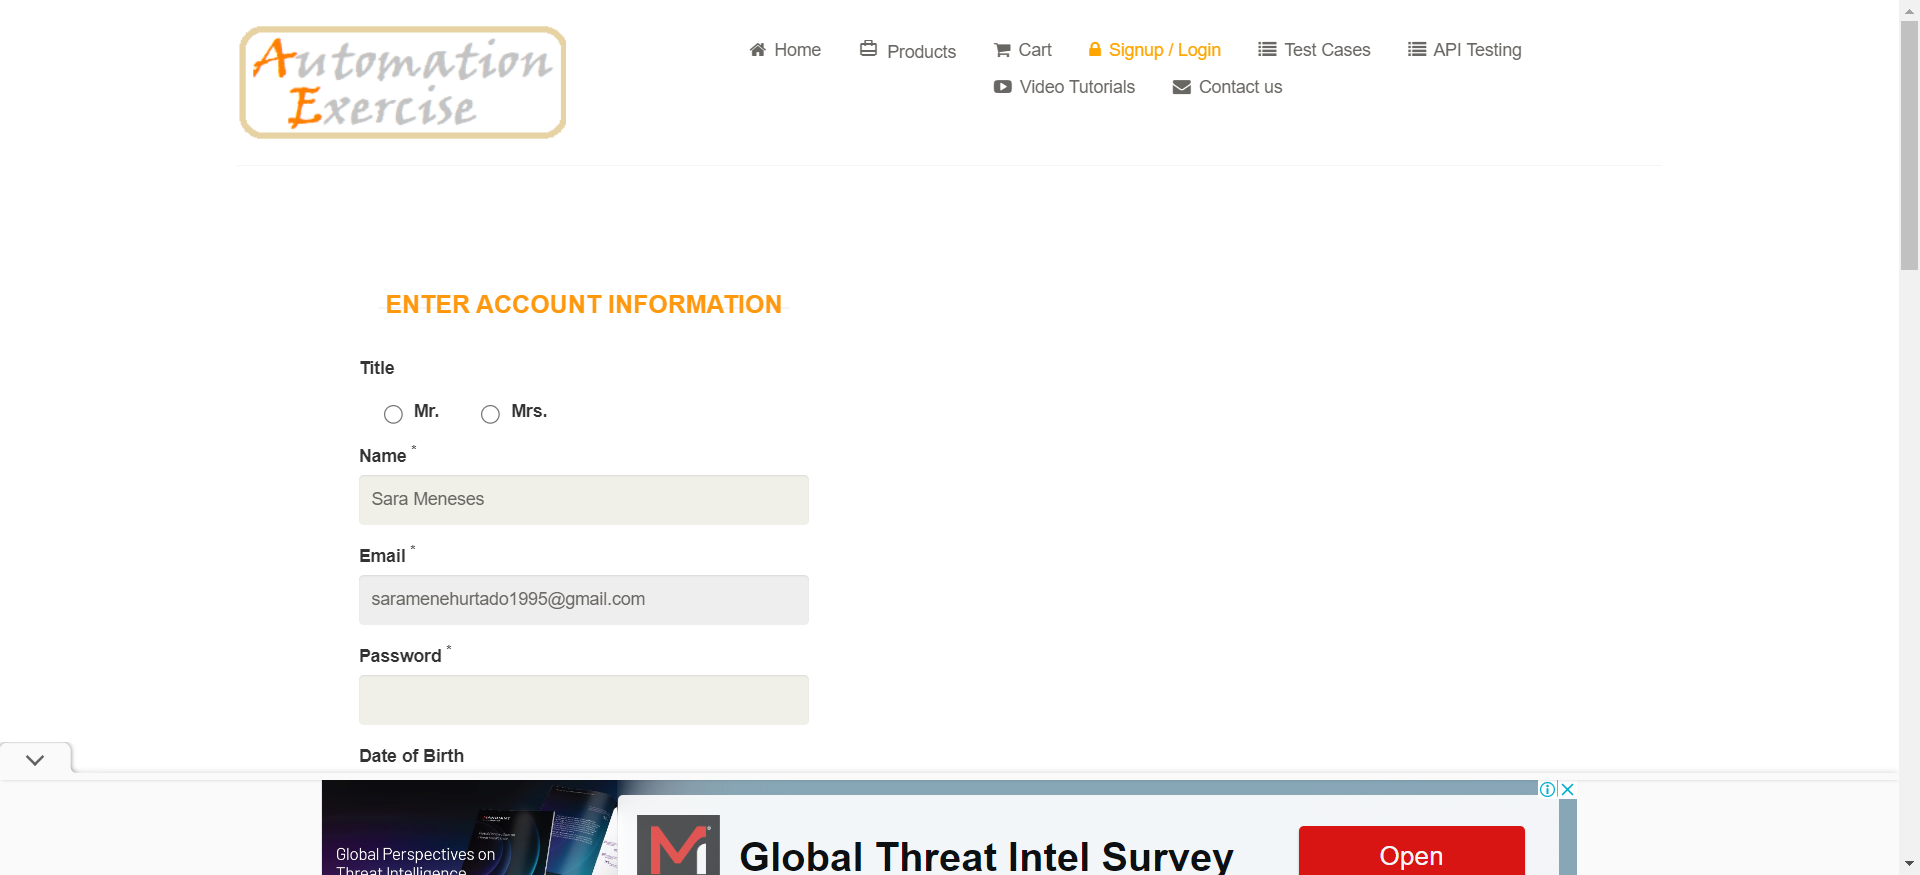 Automation
Exercise
Home
Products
Cart
Signup / Login
Test Cases
API Testing
Video Tutorials
Contact us
ENTER ACCOUNT INFORMATION
Title
Mr.
Mrs.
Name *
Sara Meneses
Email *
saramenehurtado1995@gmail.com
Password *
Date of Birth
Global Perspectives on
Threat Intelligence
Global Threat Intel Survey
Open